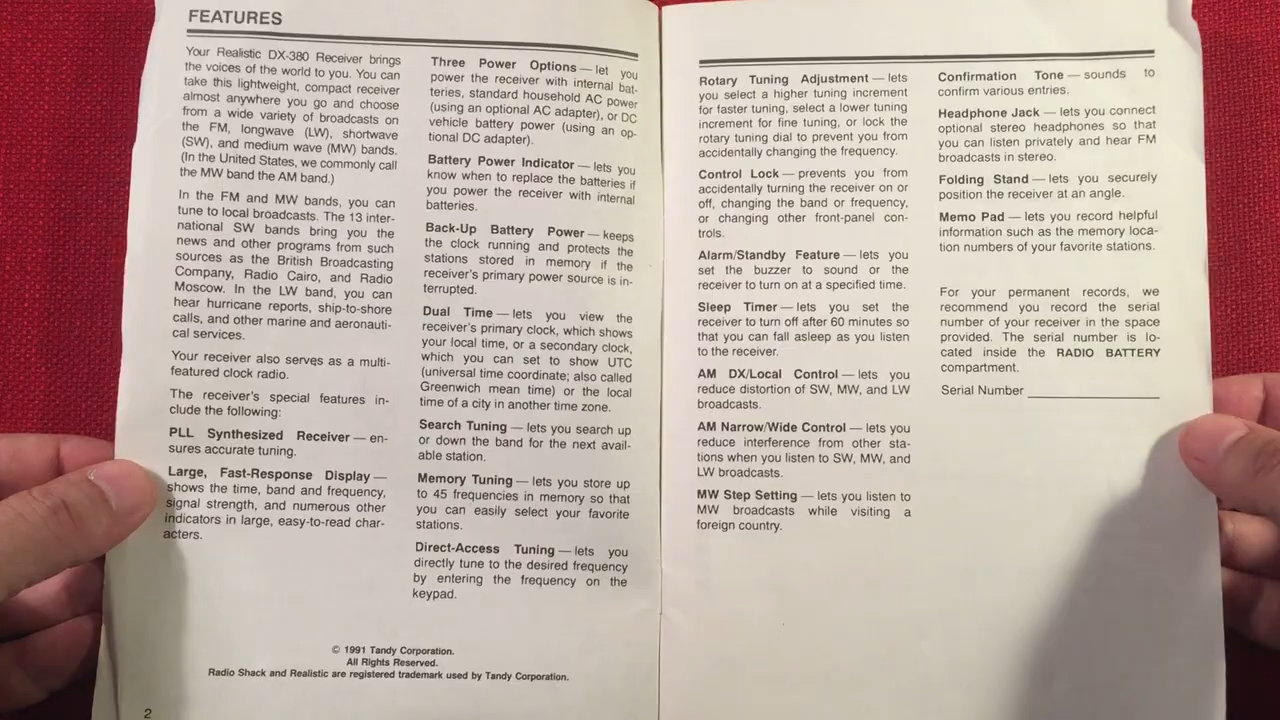 FEATURES
Your Realistic DX-380 Receiver brings
the voices of the world to you. You can
take this lightweight, compact receiver
almost anywhere you go and choose
from a wide variety of broadcasts on
the FM, longwave (LW), shortwave
(SW), and medium wave (MW) bands.
(In the United States, we commonly call
the MW band the AM band.)
In the FM and MW bands, you can
tune to local broadcasts. The 13 inter-
national SW bands bring you the
news and other programs from such
sources as the British Broadcasting
Company, Radio Cairo, and Radio
Moscow. In the LW band, you can
hear hurricane reports, ship-to-shore
calls, and other marine and aeronauti-
cal services.
Your receiver also serves as a multi-
featured clock radio.
The receiver's special features in-
clude the following:
PLL Synthesized Receiver — en-
sures accurate tuning.
Large, Fast-Response Display —
shows the time, band and frequency,
signal strength, and numerous other
indicators in large, easy-to-read char-
acters.
Three Power Options — let you
power the receiver with internal bat-
teries, standard household AC power
(using an optional AC adapter), or DC
vehicle battery power (using an op-
tional DC adapter).
Battery Power Indicator — lets you
know when to replace the batteries if
you power the receiver with internal
batteries.
Back-Up Battery Power — keeps
the clock running and protects the
stations stored in memory if the
receiver's primary power source is in-
terrupted.
Dual Time — lets you view the
receiver's primary clock, which shows
your local time, or a secondary clock,
which you can set to show UTC
(universal time coordinate; also called
Greenwich mean time) or the local
time of a city in another time zone.
Search Tuning — lets you search up
or down the band for the next avail-
able station.
Memory Tuning — lets you store up
to 45 frequencies in memory so that
you can easily select your favorite
stations.
Direct-Access Tuning — lets you
directly tune to the desired frequency
by entering the frequency on the
keypad.
© 1991 Tandy Corporation.
All Rights Reserved.
Radio Shack and Realistic are registered trademark used by Tandy Corporation.
2
Rotary Tuning Adjustment — lets
you select a higher tuning increment
for faster tuning, select a lower tuning
increment for fine tuning, or lock the
rotary tuning dial to prevent you from
accidentally changing the frequency.
Control Lock — prevents you from
accidentally turning the receiver on or
off, changing the band or frequency,
or changing other front-panel con-
trols.
Alarm/Standby Feature — lets you
set the buzzer to sound or the
receiver to turn on at a specified time.
Sleep Timer — lets you set the
receiver to turn off after 60 minutes so
that you can fall asleep as you listen
to the receiver.
AM DX/Local Control — lets you
reduce distortion of SW, MW, and LW
broadcasts.
AM Narrow/Wide Control — lets you
reduce interference from other sta-
tions when you listen to SW, MW, and
LW broadcasts.
MW Step Setting — lets you listen to
MW broadcasts while visiting a
foreign country.
Confirmation Tone — sounds to
confirm various entries.
Headphone Jack — lets you connect
optional stereo headphones so that
you can listen privately and hear FM
broadcasts in stereo.
Folding Stand — lets you securely
position the receiver at an angle.
Memo Pad — lets you record helpful
information such as the memory loca-
tion numbers of your favorite stations.
For your permanent records, we
recommend you record the serial
number of your receiver in the space
provided. The serial number is lo-
cated inside the RADIO BATTERY
compartment.
Serial Number